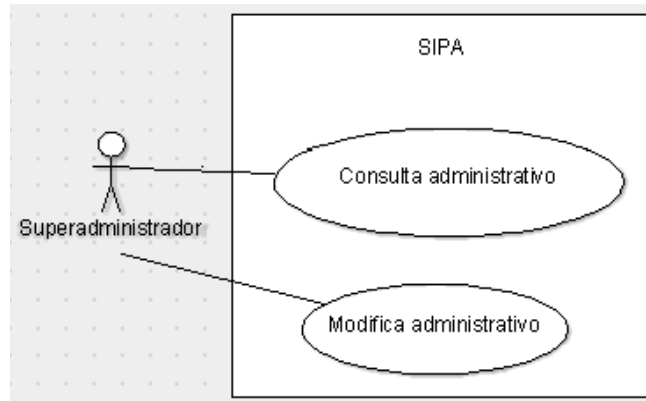 SIPA
Consulta administrativo
Superadministrador
Modifica administrativo